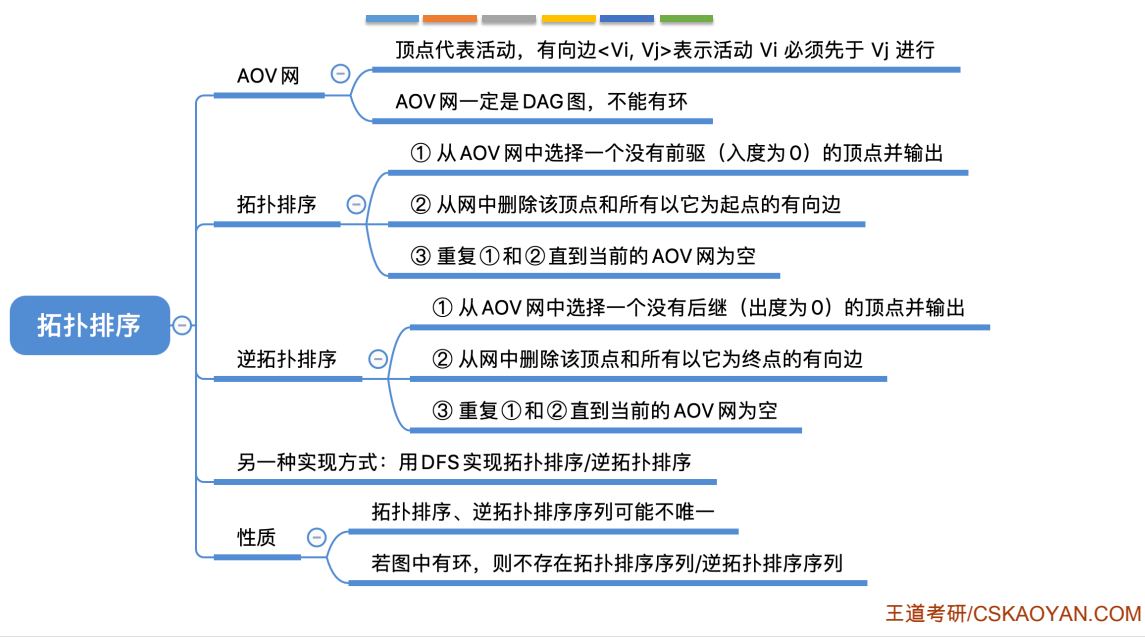 顶点代表活动，有向边<Vi, Vj>表示活动 Vi 必须先于 Vj 进行
AOV网
AOV网一定是DAG图，不能有环
① 从AOV网中选择一个没有前驱（入度为0）的顶点并输出
拓扑排序
② 从网中删除该顶点和所有以它为起点的有向边
③ 重复①和②直到当前的AOV网为空
拓扑排序
① 从AOV网中选择一个没有后继（出度为0）的顶点并输出
逆拓扑排序
② 从网中删除该顶点和所有以它为终点的有向边
③ 重复①和②直到当前的AOV网为空
另一种实现方式：用DFS实现拓扑排序/逆拓扑排序
拓扑排序、逆拓扑排序序列可能不唯一
性质
若图中有环，则不存在拓扑排序序列/逆拓扑排序序列
王道考研/CSKAOYAN.COM